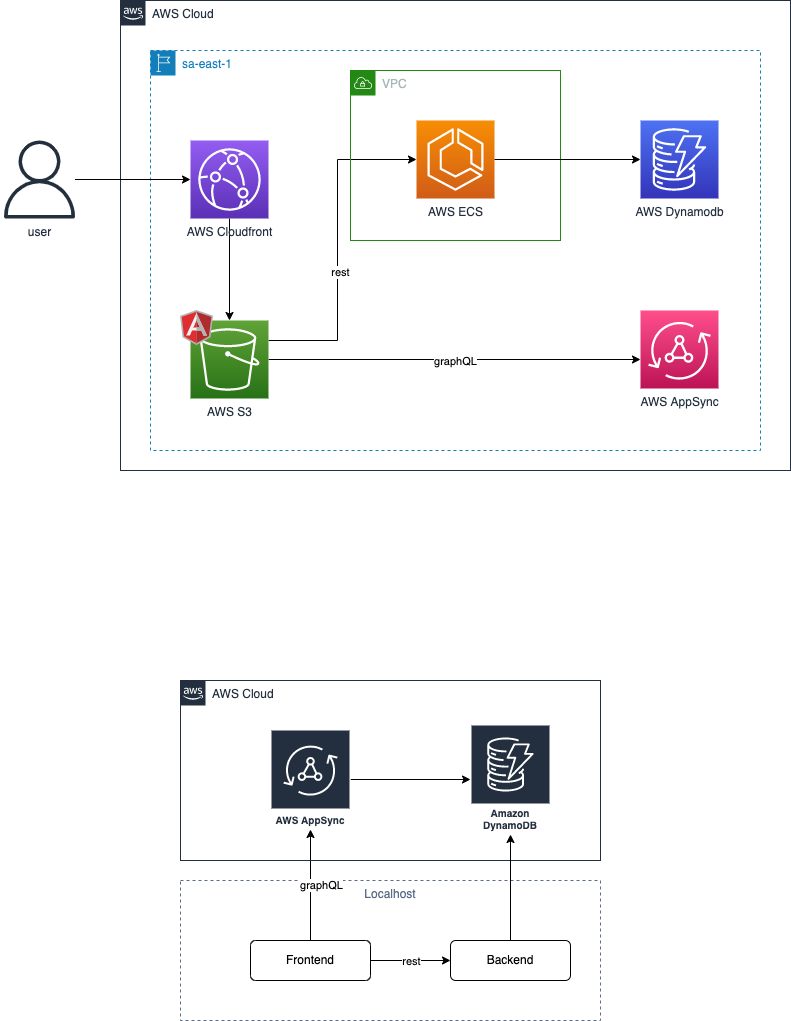 aws
AWS Cloud
sa-east-1
VPC
user
AWS Cloudfront
AWS ECS
AWS Dynamodb
rest
A
graphQL
AWS S3
AWS AppSync
aws
AWS Cloud
AWS AppSync
Amazon
DynamoDB
graphQL
Localhost
Frontend
rest
Backend